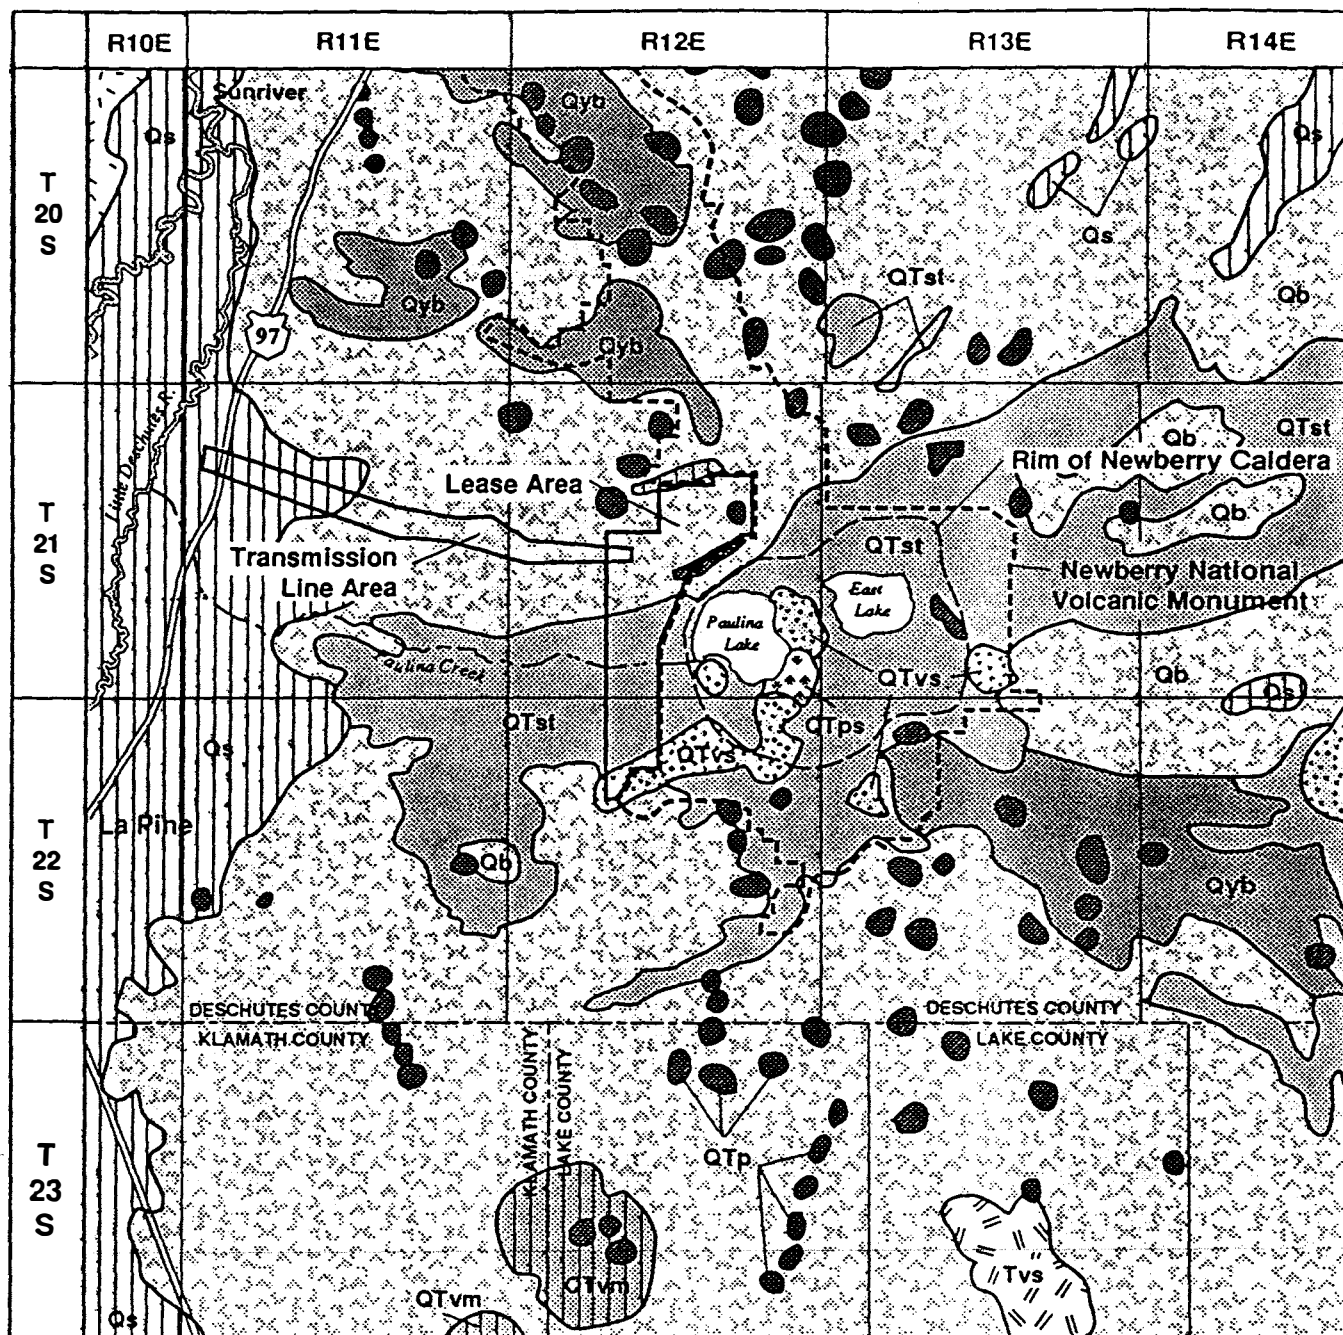 R10E
R11E
R12E
R13E
R14E
Sunriver
Qyb
Qs
Qs
T
20
S
Qs
QTst
Qb
Qyb
97
Qyb
Little Deschutes R.
Qb
QTst
Rim of Newberry Caldera
Lease Area
Qb
T
21
S
Transmission
Line Area
QTst
Newberry National
Volcanic Monument
East
Lake
Paulina
Lake
Paulina Creek
QTvs
Qb
Qs
QTst
QTps
Qs
QTvs
T
22
S
La Pine
Qb
Qyb
DESCHUTES COUNTY
DESCHUTES COUNTY
KLAMATH COUNTY
KLAMATH COUNTY
LAKE COUNTY
LAKE COUNTY
T
23
S
QTp
QTvm
Tvs
QTvm
Qs